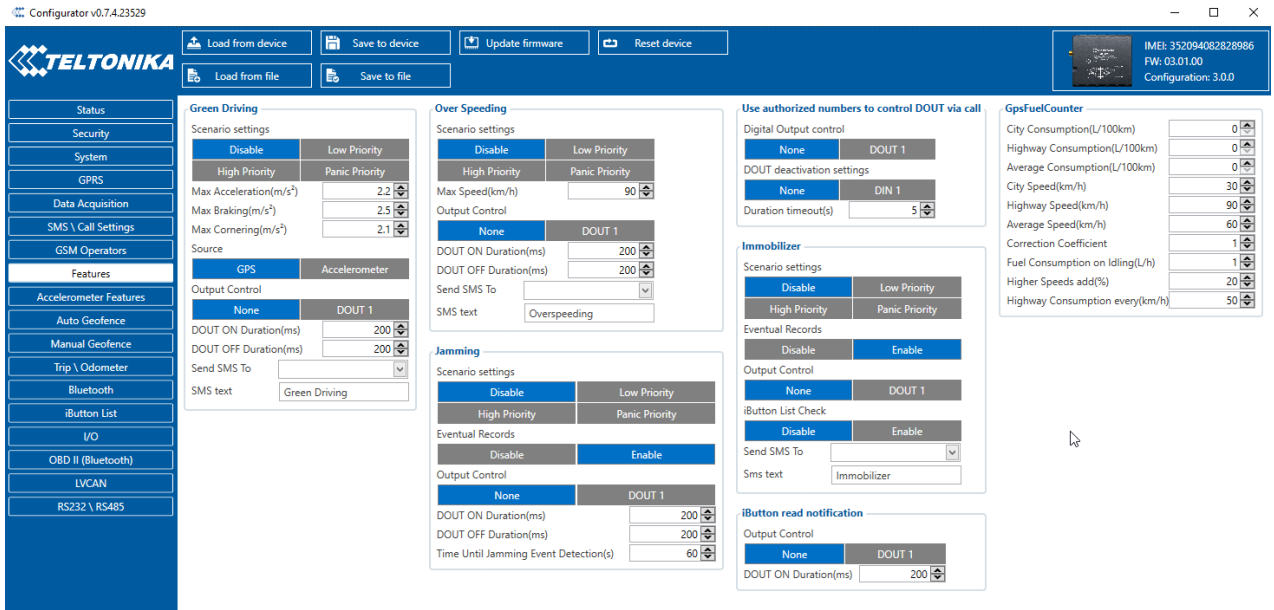 Configurator v0.7.4.23529
TELTONIKA
Load from device
Save to device
Update firmware
Reset device
Load from file
Save to file
IMEI: 352094082828986
FW: 03.01.00
Configuration: 3.0.0
Status
Security
System
GPRS
Data Acquisition
SMS \ Call Settings
GSM Operators
Features
Accelerometer Features
Auto Geofence
Manual Geofence
Trip \ Odometer
Bluetooth
iButton List
I/O
OBD II (Bluetooth)
LVCAN
RS232 \ RS485
Green Driving
Scenario settings
Disable Low Priority
High Priority Panic Priority
Max Acceleration(m/s²) 2.2
Max Braking(m/s²) 2.5
Max Cornering(m/s²) 2.1
Source
GPS Accelerometer
Output Control
None DOUT 1
DOUT ON Duration(ms) 200
DOUT OFF Duration(ms) 200
Send SMS To
SMS text Green Driving
Over Speeding
Scenario settings
Disable Low Priority
High Priority Panic Priority
Max Speed(km/h) 90
Output Control
None DOUT 1
DOUT ON Duration(ms) 200
DOUT OFF Duration(ms) 200
Send SMS To
SMS text Overspeeding
Jamming
Scenario settings
Disable Low Priority
High Priority Panic Priority
Eventual Records
Disable Enable
Output Control
None DOUT 1
DOUT ON Duration(ms) 200
DOUT OFF Duration(ms) 200
Time Until Jamming Event Detection(s) 60
Use authorized numbers to control DOUT via call
Digital Output control
None DOUT 1
DOUT deactivation settings
None DIN 1
Duration timeout(s) 5
Immobilizer
Scenario settings
Disable Low Priority
High Priority Panic Priority
Eventual Records
Disable Enable
Output Control
None DOUT 1
iButton List Check
Disable Enable
Send SMS To
Sms text Immobilizer
iButton read notification
Output Control
None DOUT 1
DOUT ON Duration(ms) 200
GpsFuelCounter
City Consumption(L/100km) 0
Highway Consumption(L/100km) 0
Average Consumption(L/100km) 0
City Speed(km/h) 30
Highway Speed(km/h) 90
Average Speed(km/h) 60
Correction Coefficient 1
Fuel Consumption on Idling(L/h) 1
Higher Speeds add(%) 20
Highway Consumption every(km/h) 50